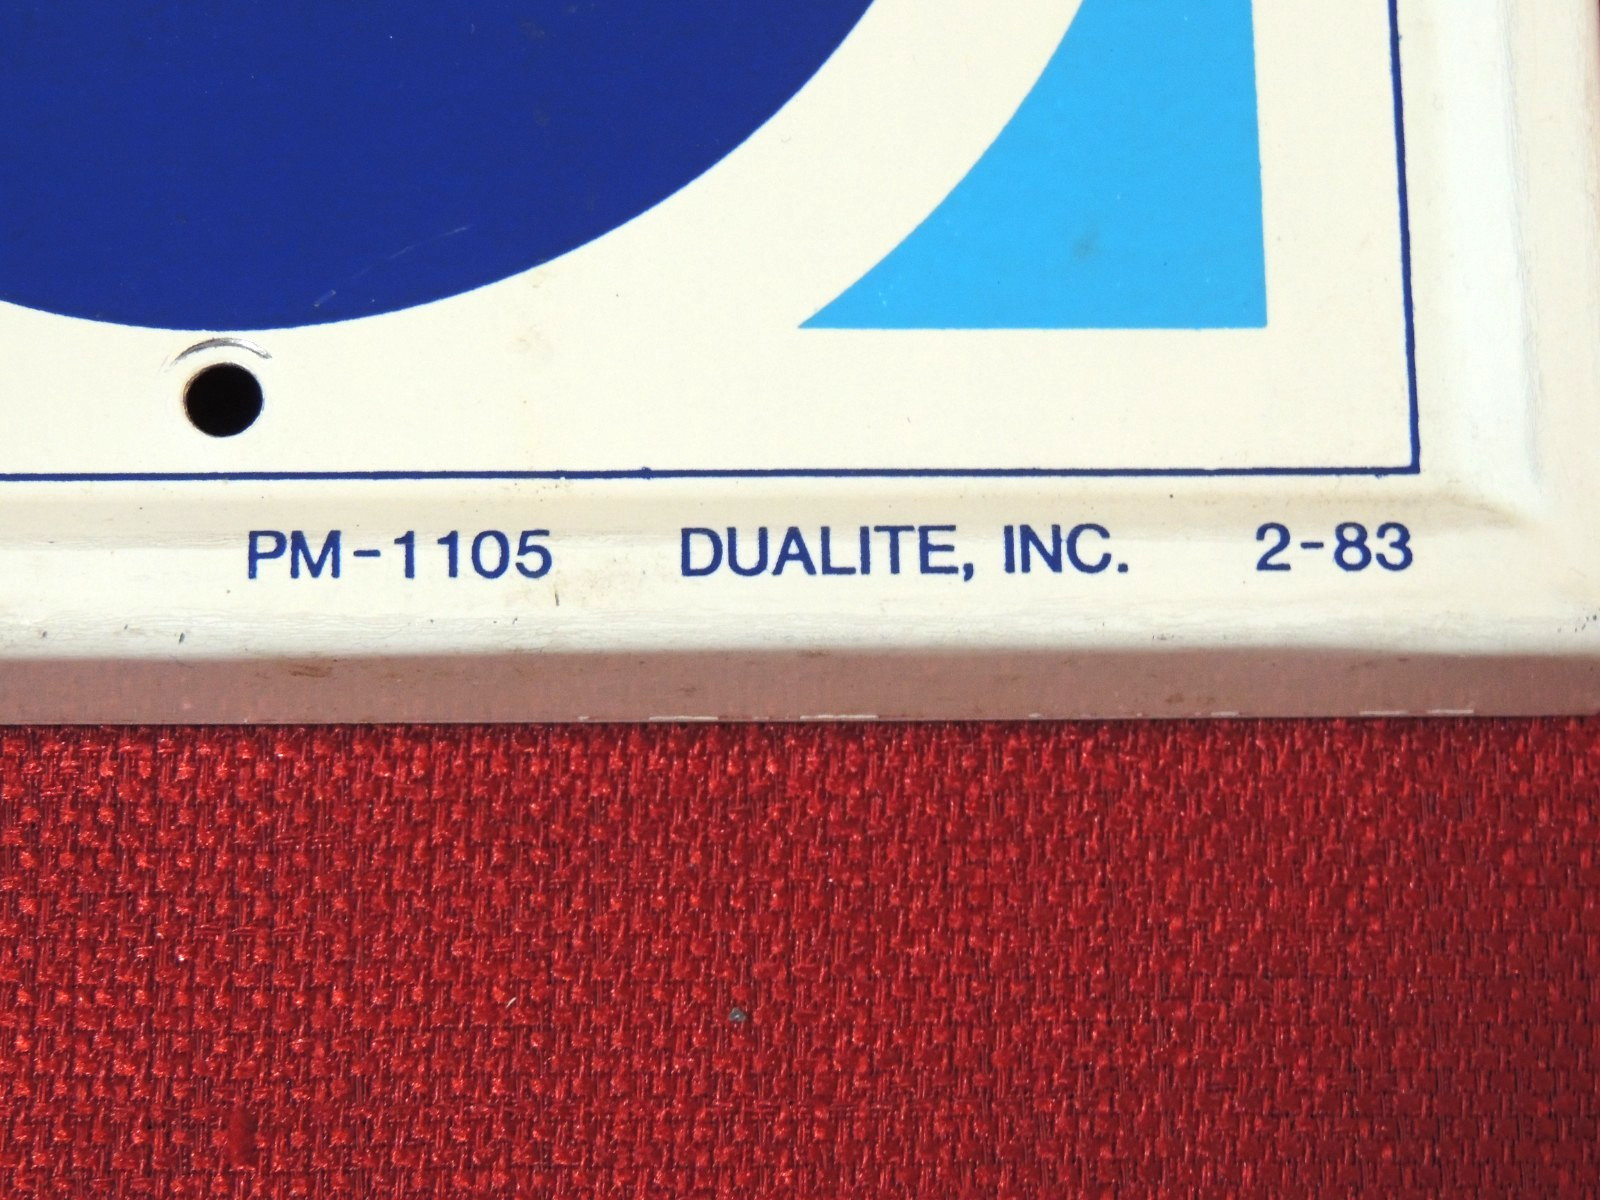 PM-1105 DUALITE, INC. 2-83